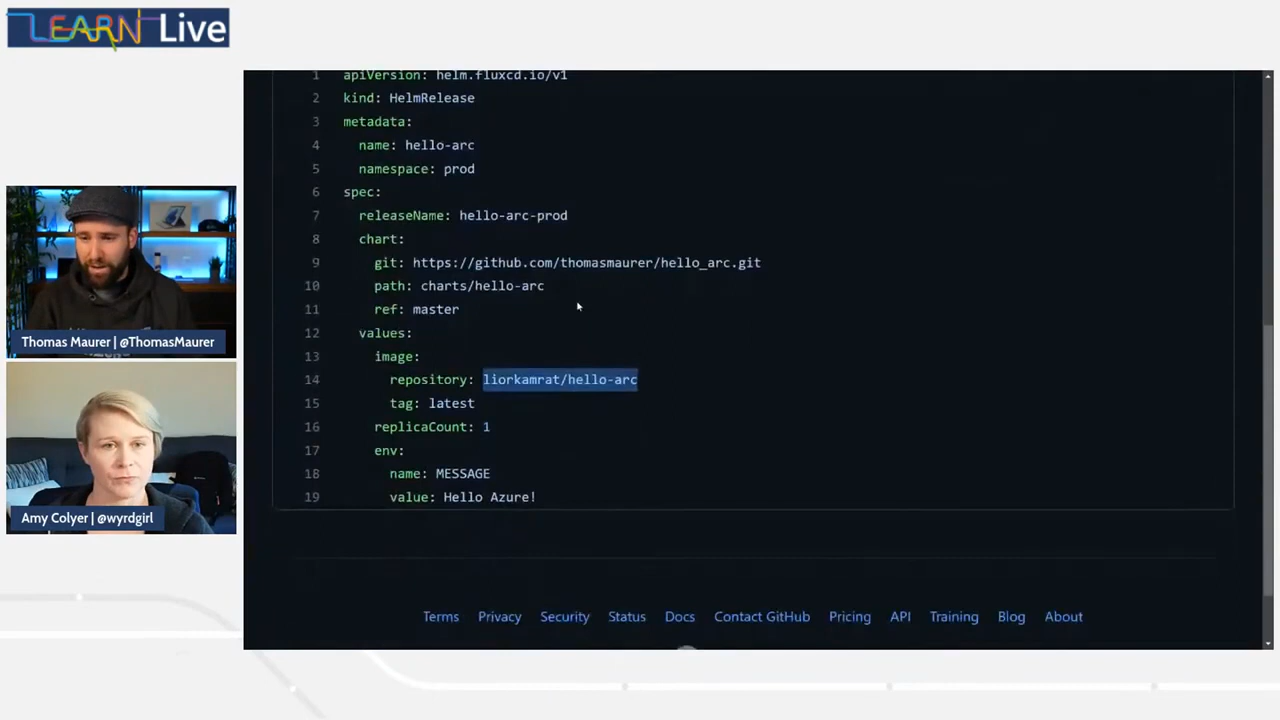 LEARN Live
1 apiVersion: helm.fluxcd.io/v1
2 kind: HelmRelease
3 metadata:
4 name: hello-arc
5 namespace: prod
6 spec:
7 releaseName: hello-arc-prod
8 chart:
9 git: https://github.com/thomasmaurer/hello_arc.git
10 path: charts/hello-arc
11 ref: master
12 values:
13 image:
14 repository: liorkamrat/hello-arc
15 tag: latest
16 replicaCount: 1
17 env:
18 name: MESSAGE
19 value: Hello Azure!
Thomas Maurer | @ThomasMaurer
Amy Colyer | @wyrdgirl
Terms Privacy Security Status Docs Contact GitHub Pricing API Training Blog About